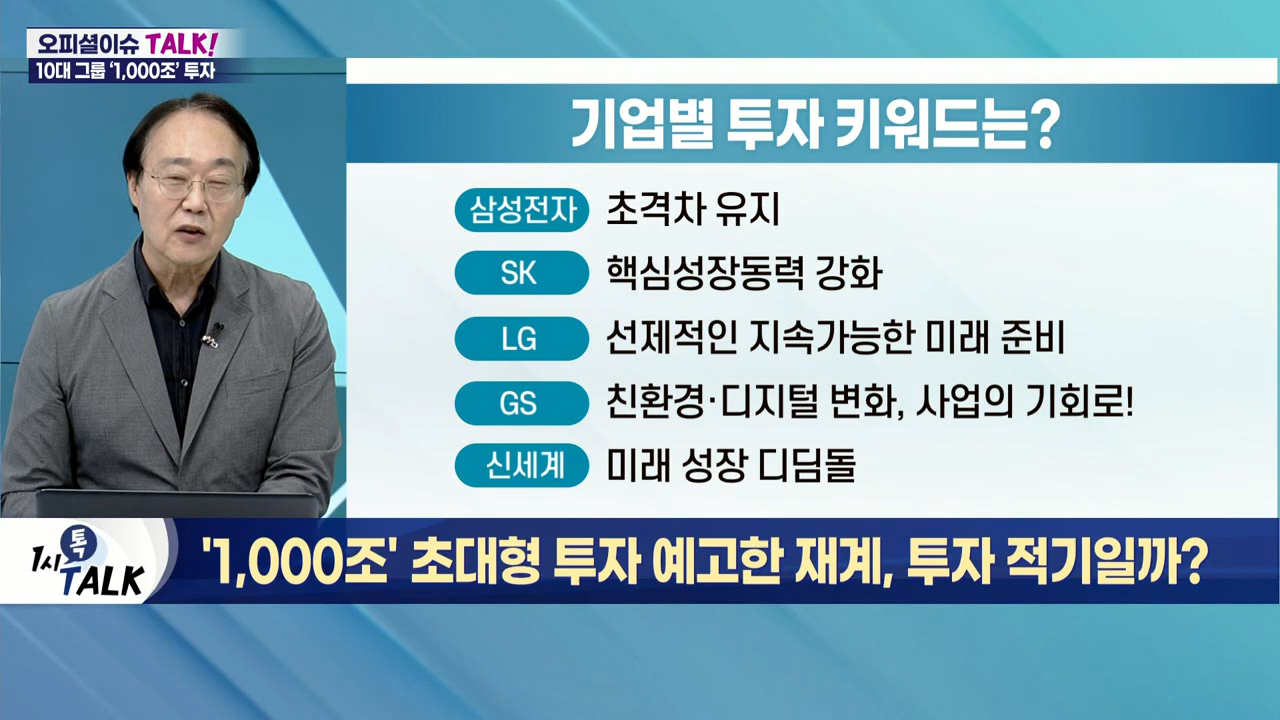 오피셜이슈 TALK!
10대 그룹 '1,000조' 투자
기업별 투자 키워드는?
삼성전자 초격차 유지
SK 핵심성장동력 강화
LG 선제적인 지속가능한 미래 준비
GS 친환경·디지털 변화, 사업의 기회로!
신세계 미래 성장 디딤돌
1시 톡 TALK
'1,000조' 초대형 투자 예고한 재계, 투자 적기일까?